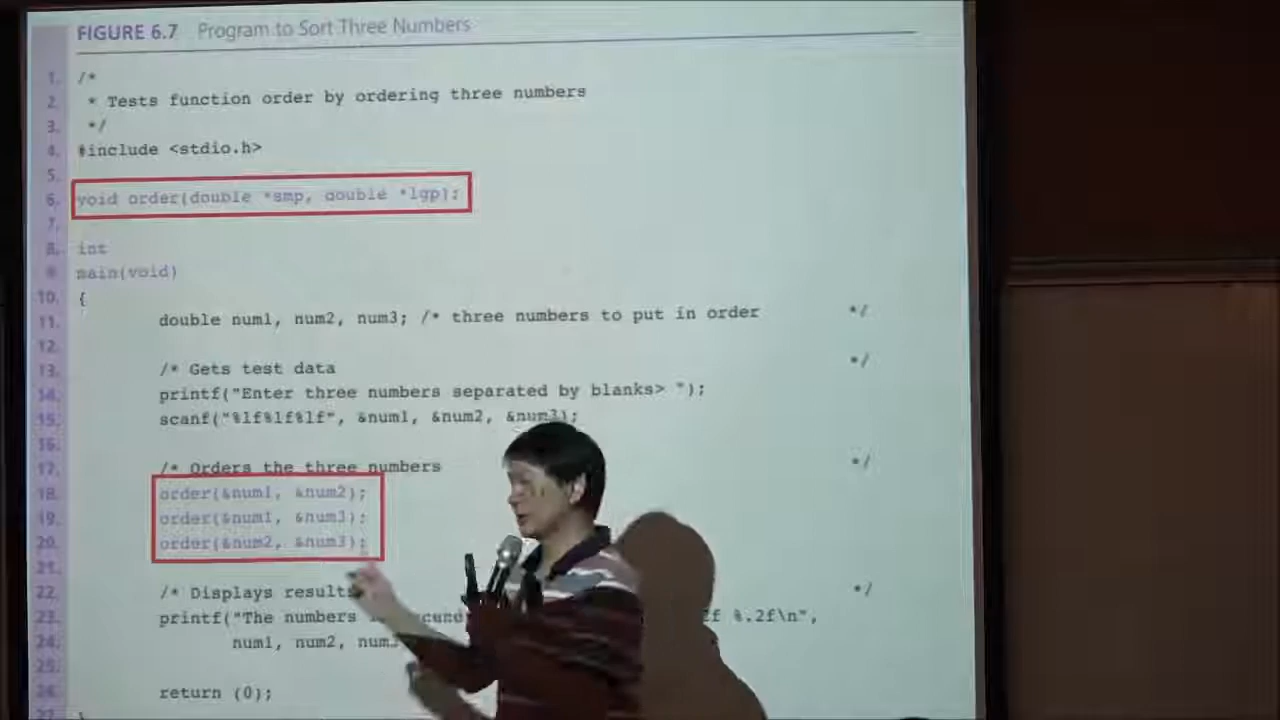 FIGURE 6.7 Program to Sort Three Numbers
1. /*
2. * Tests function order by ordering three numbers
3. */
4. #include <stdio.h>
5.
6. void order(double *smp, double *lgp);
7.
8. int
9. main(void)
10. {
11. double num1, num2, num3; /* three numbers to put in order */
12.
13. /* Gets test data */
14. printf("Enter three numbers separated by blanks> ");
15. scanf("%lf%lf%lf", &num1, &num2, &num3);
16.
17. /* Orders the three numbers */
18. order(&num1, &num2);
19. order(&num1, &num3);
20. order(&num2, &num3);
21.
22. /* Displays results */
23. printf("The numbers %.2f\n",
24. num1, num2,
25.
26. return (0);
27.